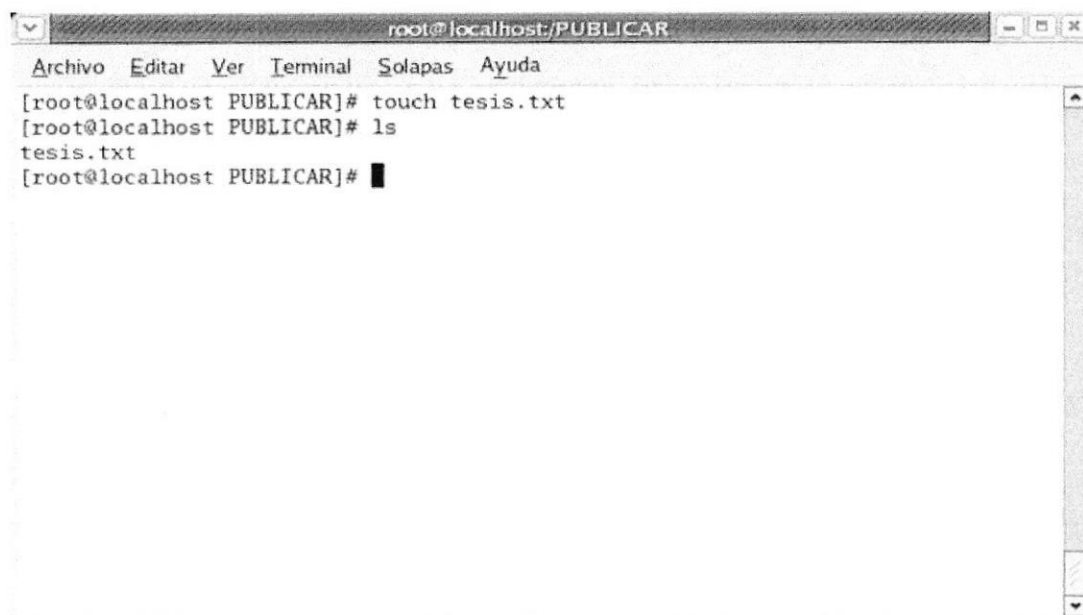 root@localhost:/PUBLICAR
Archivo Editar Ver Terminal Solapas Ayuda
[root@localhost PUBLICAR]# touch tesis.txt
[root@localhost PUBLICAR]# ls
tesis.txt
[root@localhost PUBLICAR]#